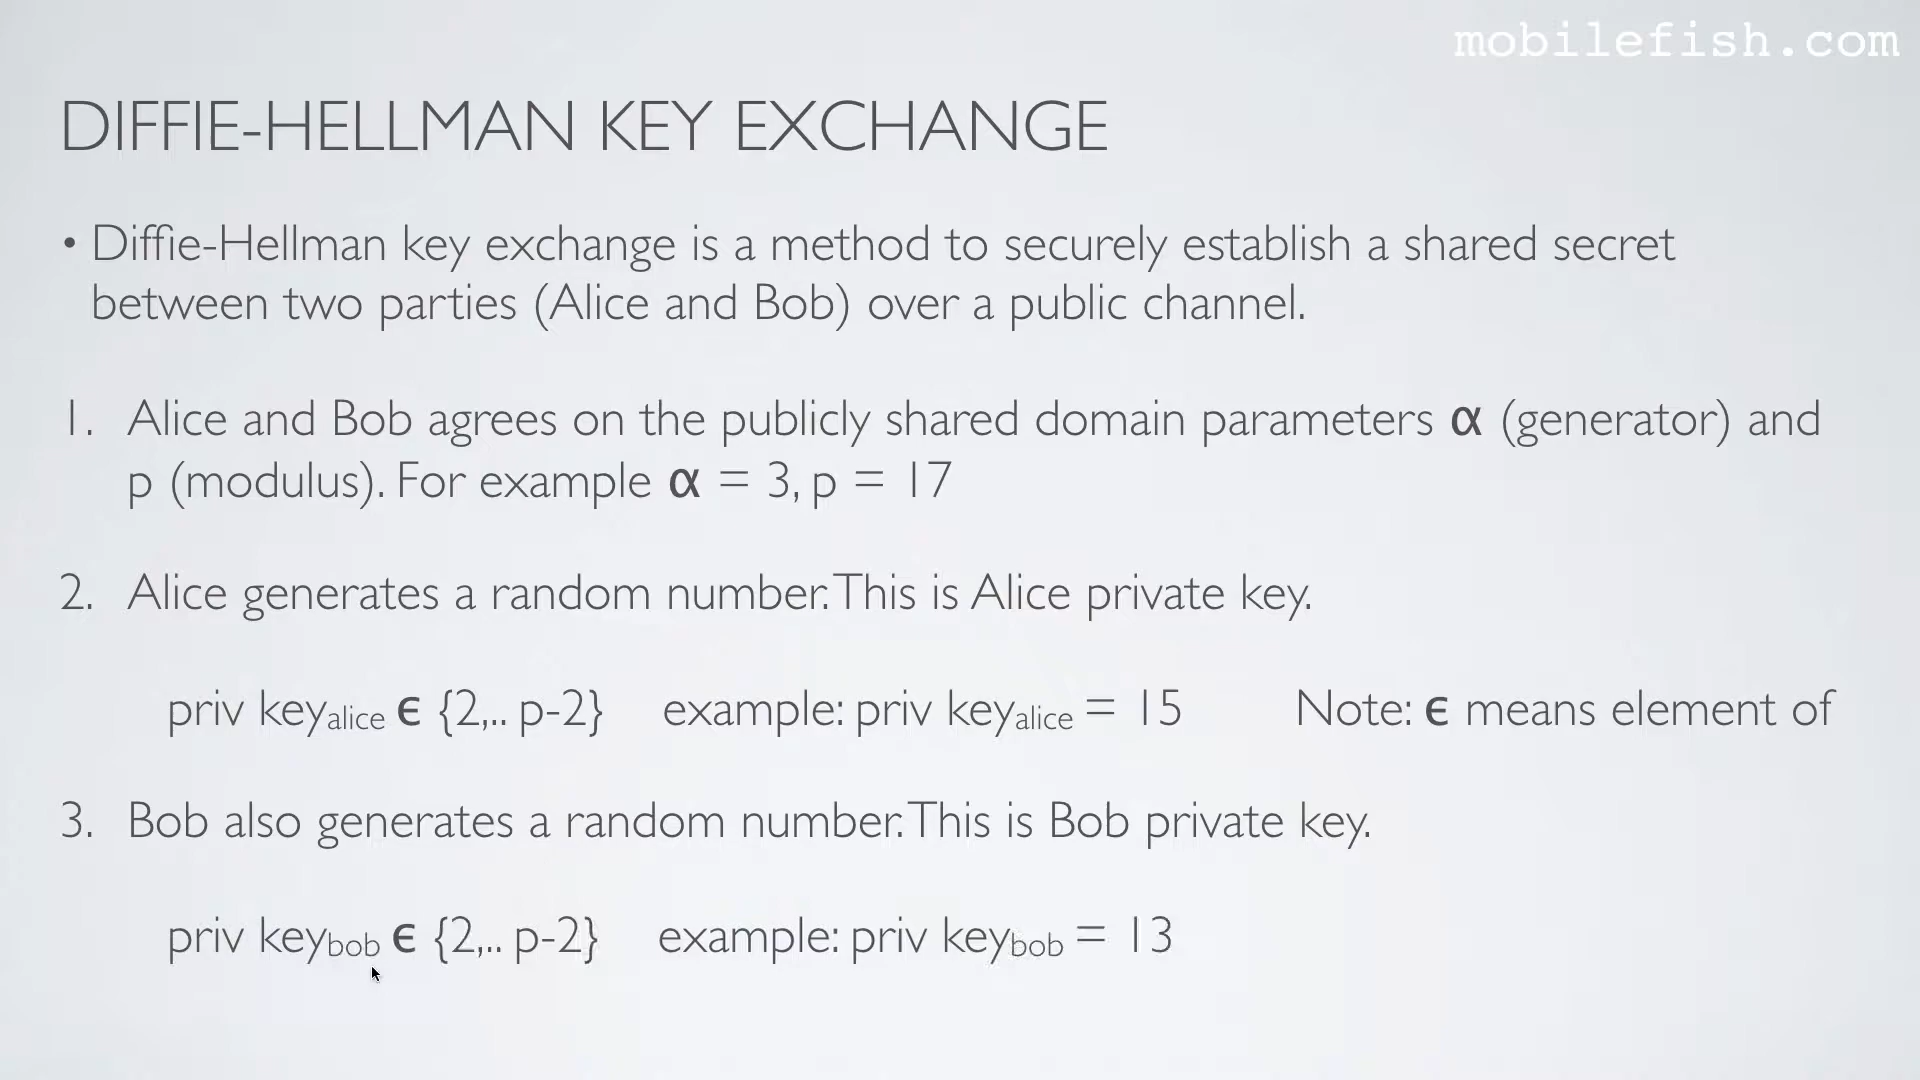 mobilefish.com
DIFFIE-HELLMAN KEY EXCHANGE
• Diffie-Hellman key exchange is a method to securely establish a shared secret
between two parties (Alice and Bob) over a public channel.
1. Alice and Bob agrees on the publicly shared domain parameters α (generator) and
p (modulus). For example α = 3, p = 17
2. Alice generates a random number. This is Alice private key.
priv keyalice ϵ {2,.. p-2} example: priv keyalice = 15 Note: ϵ means element of
3. Bob also generates a random number. This is Bob private key.
priv keybob ϵ {2,.. p-2} example: priv keybob = 13